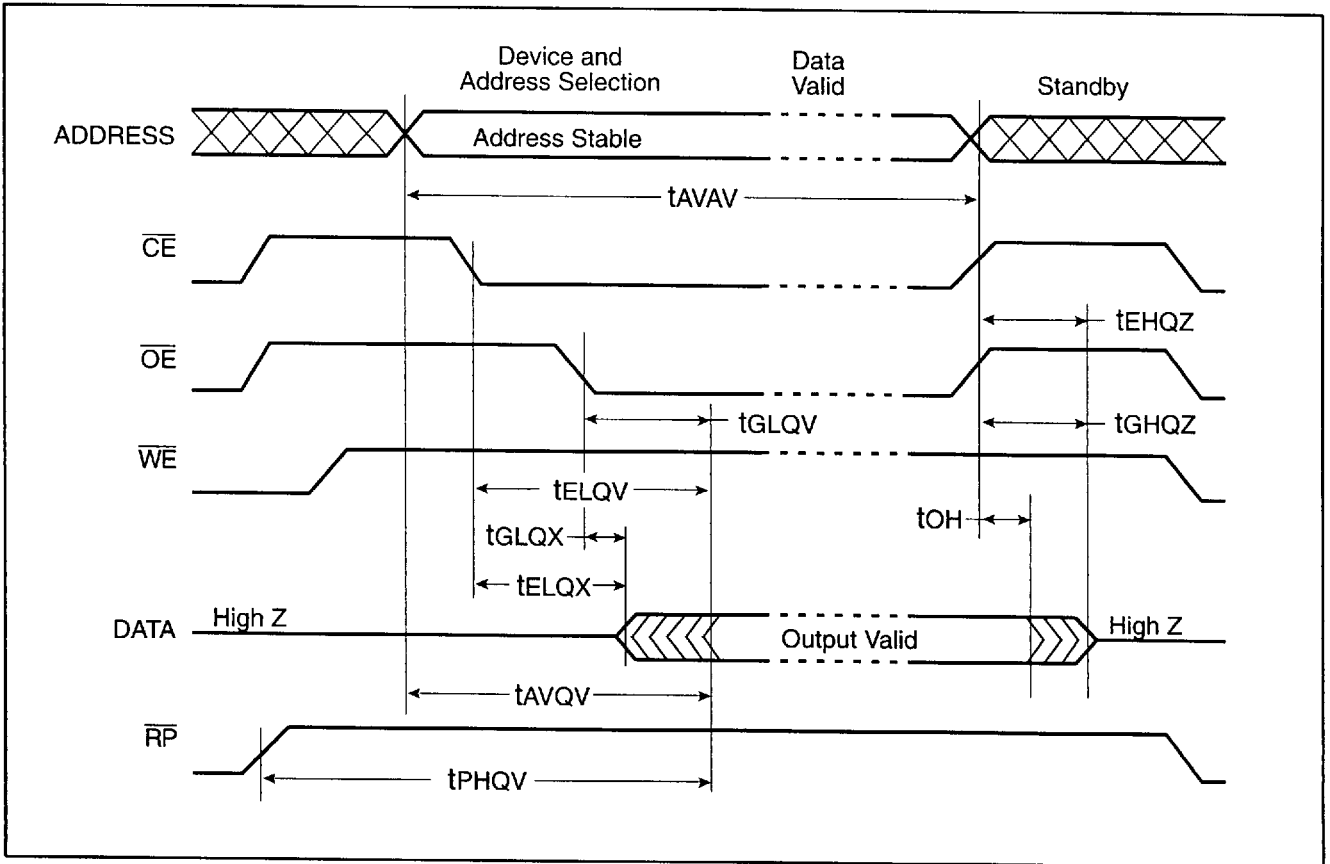 Device and
Address Selection
Data
Valid
Standby
ADDRESS
Address Stable
tAVAV
CE
tEHQZ
OE
tGLQV
tGHQZ
WE
tELQV
tOH
tGLQX
tELQX
High Z
DATA
Output Valid
High Z
tAVQV
RP
tPHQV